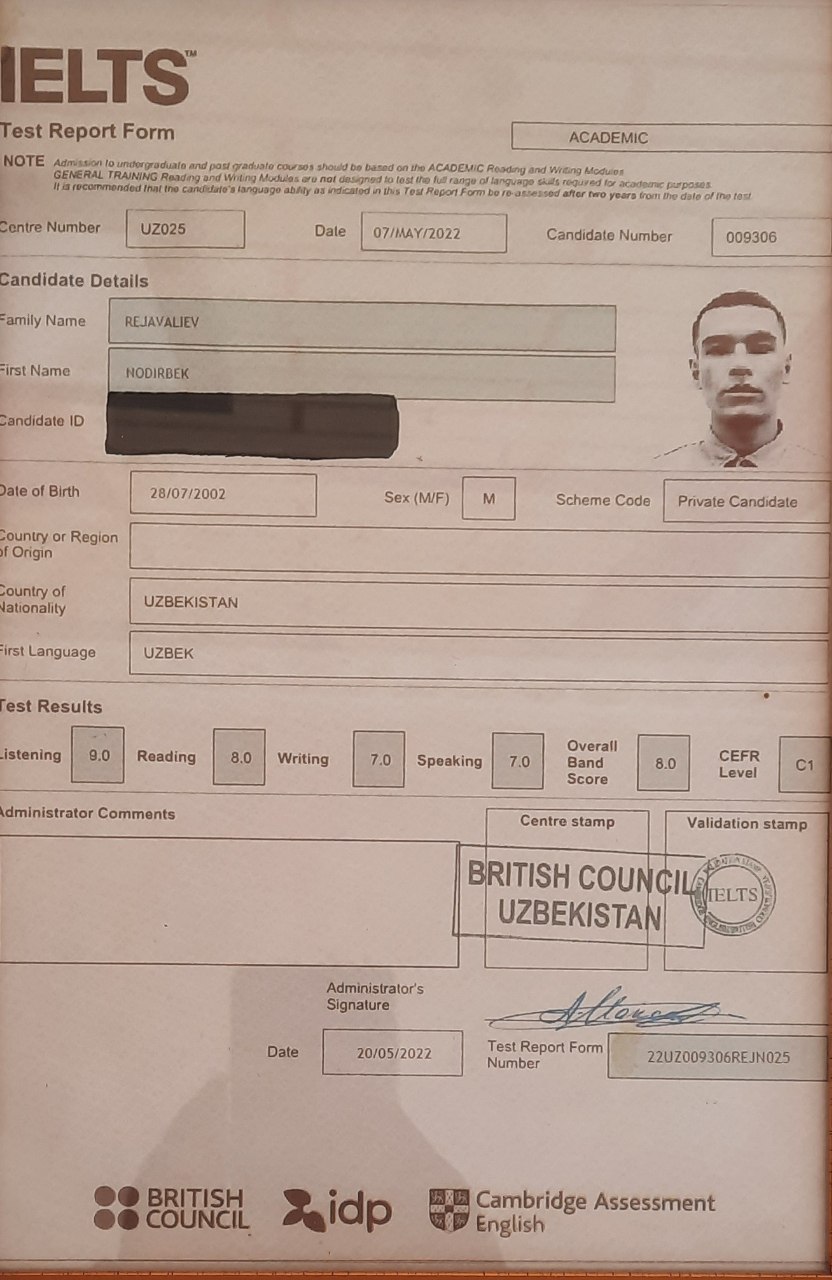 IELTS™
Test Report Form
ACADEMIC
NOTE Admission to undergraduate and post graduate courses should be based on the ACADEMIC Reading and Writing Modules.
GENERAL TRAINING Reading and Writing Modules are not designed to test the full range of language skills required for academic purposes.
It is recommended that the candidate's language ability as indicated in this Test Report Form be re-assessed after two years from the date of the test.
Centre Number UZ025 Date 07/MAY/2022 Candidate Number 009306
Candidate Details
Family Name REJAVALIEV
First Name NODIRBEK
Candidate ID
Date of Birth 28/07/2002 Sex (M/F) M Scheme Code Private Candidate
Country or Region
of Origin
Country of
Nationality
UZBEKISTAN
First Language UZBEK
Test Results
Listening 9.0 Reading 8.0 Writing 7.0 Speaking 7.0 Overall Band Score 8.0 CEFR Level C1
Administrator Comments
Centre stamp
Validation stamp
BRITISH COUNCIL
UZBEKISTAN
IELTS
Administrator's
Signature
Date 20/05/2022
Test Report Form
Number
22UZ009306REJN025
BRITISH
COUNCIL
idp
Cambridge Assessment
English